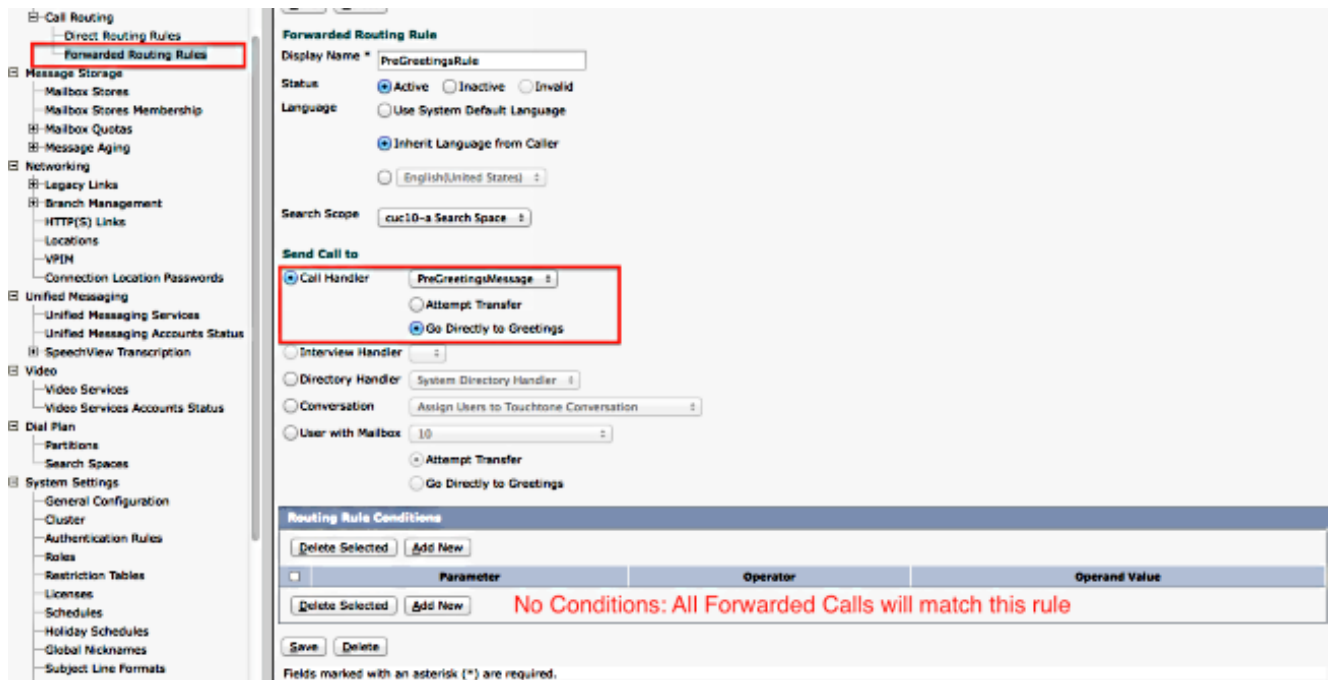 Call Routing
Direct Routing Rules
Forwarded Routing Rules
Message Storage
Mailbox Stores
Mailbox Stores Membership
Mailbox Quotas
Message Aging
Networking
Legacy Links
Branch Management
HTTP(S) Links
Locations
VPIM
Connection Location Passwords
Unified Messaging
Unified Messaging Services
Unified Messaging Accounts Status
SpeechView Transcription
Video
Video Services
Video Services Accounts Status
Dial Plan
Partitions
Search Spaces
System Settings
General Configuration
Cluster
Authentication Rules
Roles
Restriction Tables
Licenses
Schedules
Holiday Schedules
Global Nicknames
Subject Line Formats
Forwarded Routing Rule
Display Name * PreGreetingsRule
Status Active Inactive Invalid
Language Use System Default Language
Inherit Language from Caller
English(United States)
Search Scope cuc10-a Search Space
Send Call to
Call Handler PreGreetingsMessage
Attempt Transfer
Go Directly to Greetings
Interview Handler
Directory Handler System Directory Handler
Conversation Assign Users to Touchtone Conversation
User with Mailbox 10
Attempt Transfer
Go Directly to Greetings
Routing Rule Conditions
Delete Selected Add New
Parameter Operator Operand Value
Delete Selected Add New No Conditions: All Forwarded Calls will match this rule
Save Delete
Fields marked with an asterisk (*) are required.